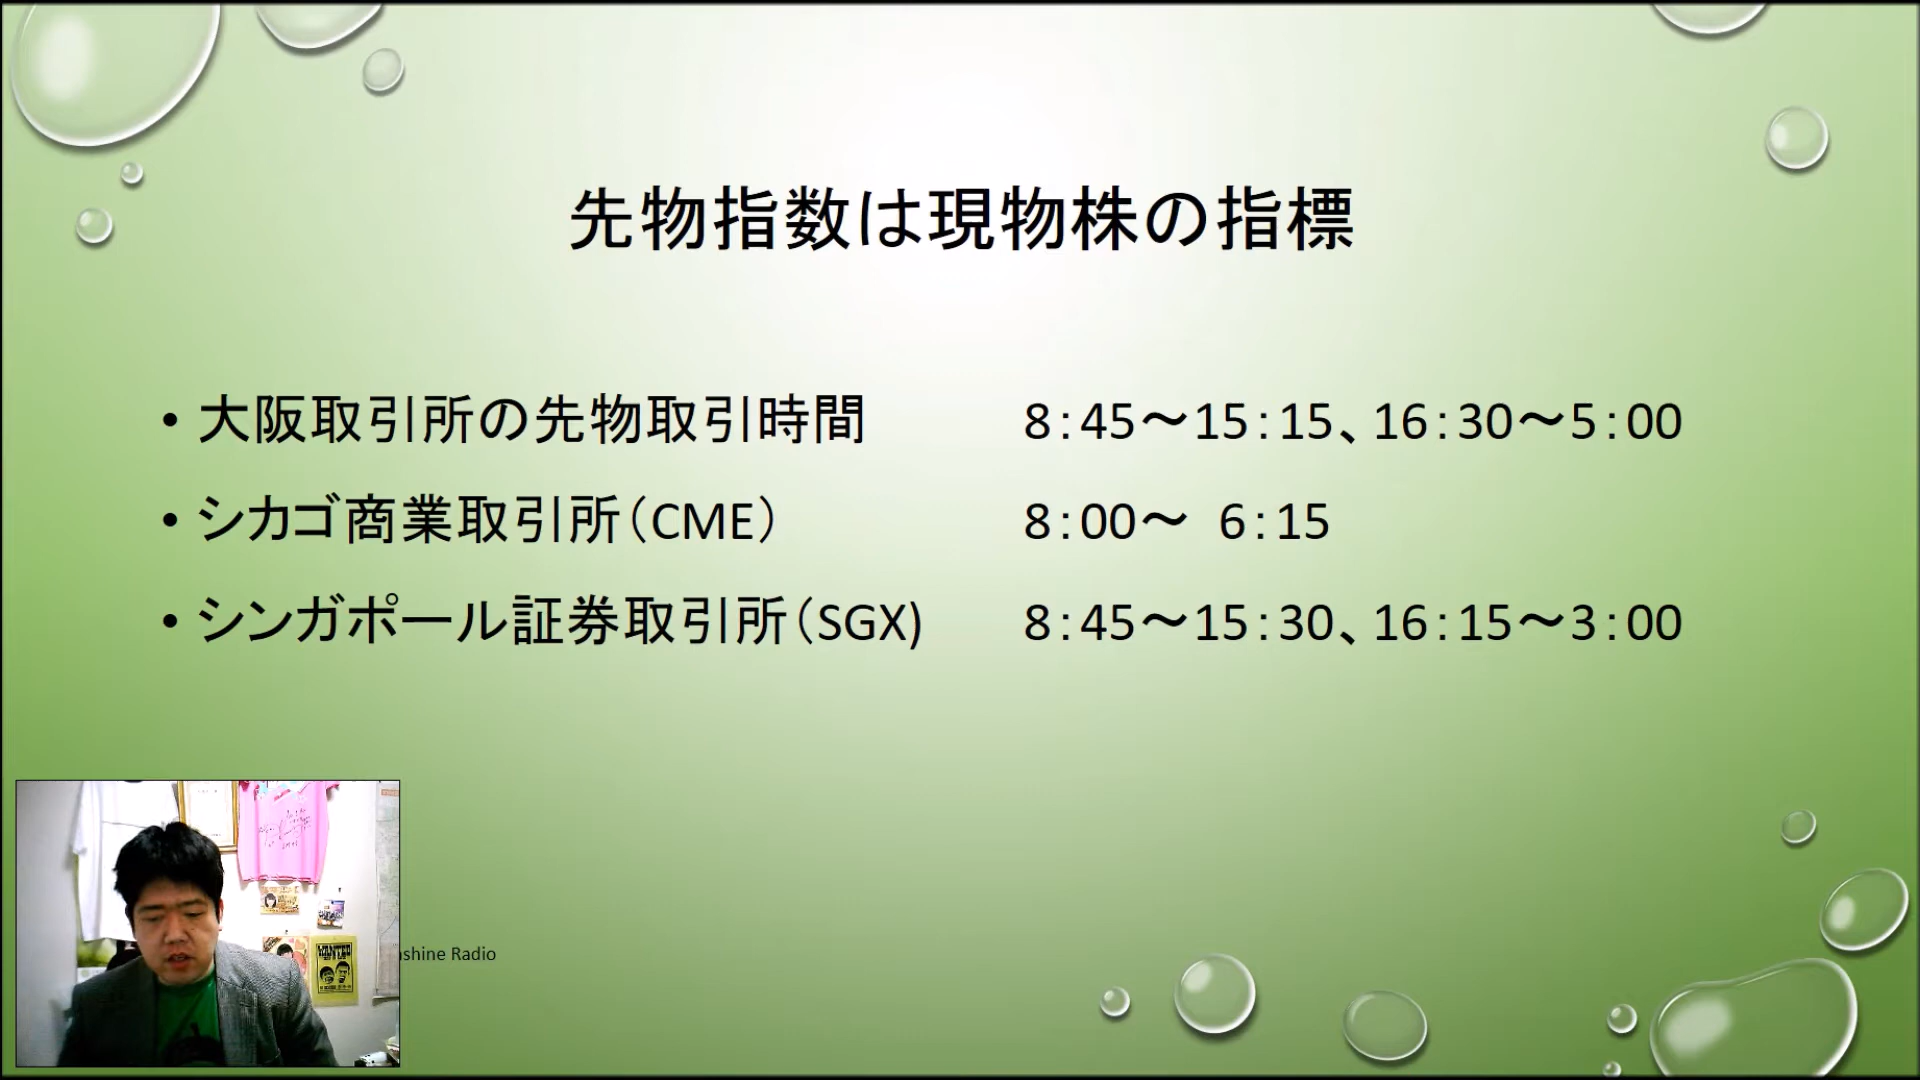 先物指数は現物株の指標
• 大阪取引所の先物取引時間 8:45～15:15、16:30～5:00
• シカゴ商業取引所（CME） 8:00～ 6:15
• シンガポール証券取引所（SGX) 8:45～15:30、16:15～3:00
WANTED
Radio